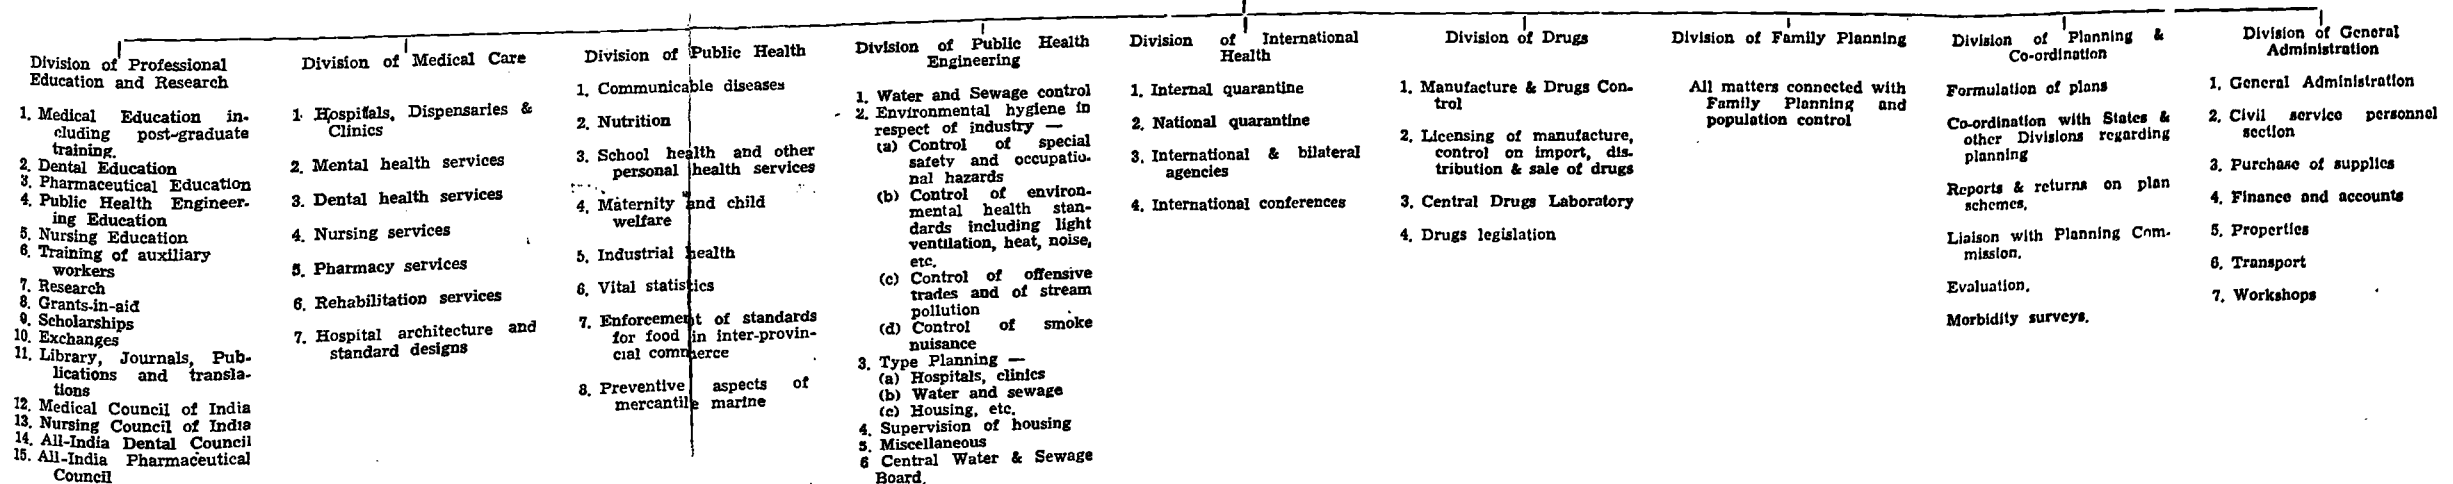 Division of Professional
Education and Research
1. Medical Education in-
cluding post-graduate
training.
2. Dental Education
3. Pharmaceutical Education
4. Public Health Engineer-
ing Education
5. Nursing Education
6. Training of auxiliary
workers
7. Research
8. Grants-in-aid
9. Scholarships
10. Exchanges
11. Library, Journals, Pub-
lications and transla-
tions
12. Medical Council of India
13. Nursing Council of India
14. All-India Dental Council
15. All-India Pharmaceutical
Council
Division of Medical Care
1. Hospitals, Dispensaries &
Clinics
2. Mental health services
3. Dental health services
4. Nursing services
5. Pharmacy services
6. Rehabilitation services
7. Hospital architecture and
standard designs
Division of Public Health
1. Communicable diseases
2. Nutrition
3. School health and other
personal health services
4. Maternity and child
welfare
5. Industrial health
6. Vital statistics
7. Enforcement of standards
for food in inter-provin-
cial commerce
8. Preventive aspects of
mercantile marine
Division of Public Health
Engineering
1. Water and Sewage control
2. Environmental hygiene in
respect of industry —
(a) Control of special
safety and occupatio-
nal hazards
(b) Control of environ-
mental health stan-
dards including light
ventilation, heat, noise,
etc.
(c) Control of offensive
trades and of stream
pollution
(d) Control of smoke
nuisance
3. Type Planning —
(a) Hospitals, clinics
(b) Water and sewage
(c) Housing, etc.
4. Supervision of housing
5. Miscellaneous
6 Central Water & Sewage
Board.
Division of International
Health
1. Internal quarantine
2. National quarantine
3. International & bilateral
agencies
4. International conferences
Division of Drugs
1. Manufacture & Drugs Con-
trol
2. Licensing of manufacture,
control on import, dis-
tribution & sale of drugs
3. Central Drugs Laboratory
4. Drugs legislation
Division of Family Planning
All matters connected with
Family Planning and
population control
Division of Planning &
Co-ordination
Formulation of plans
Co-ordination with States &
other Divisions regarding
planning
Reports & returns on plan
schemes.
Liaison with Planning Com-
mission.
Evaluation.
Morbidity surveys.
Division of General
Administration
1. General Administration
2. Civil service personnel
section
3. Purchase of supplies
4. Finance and accounts
5. Properties
6. Transport
7. Workshops